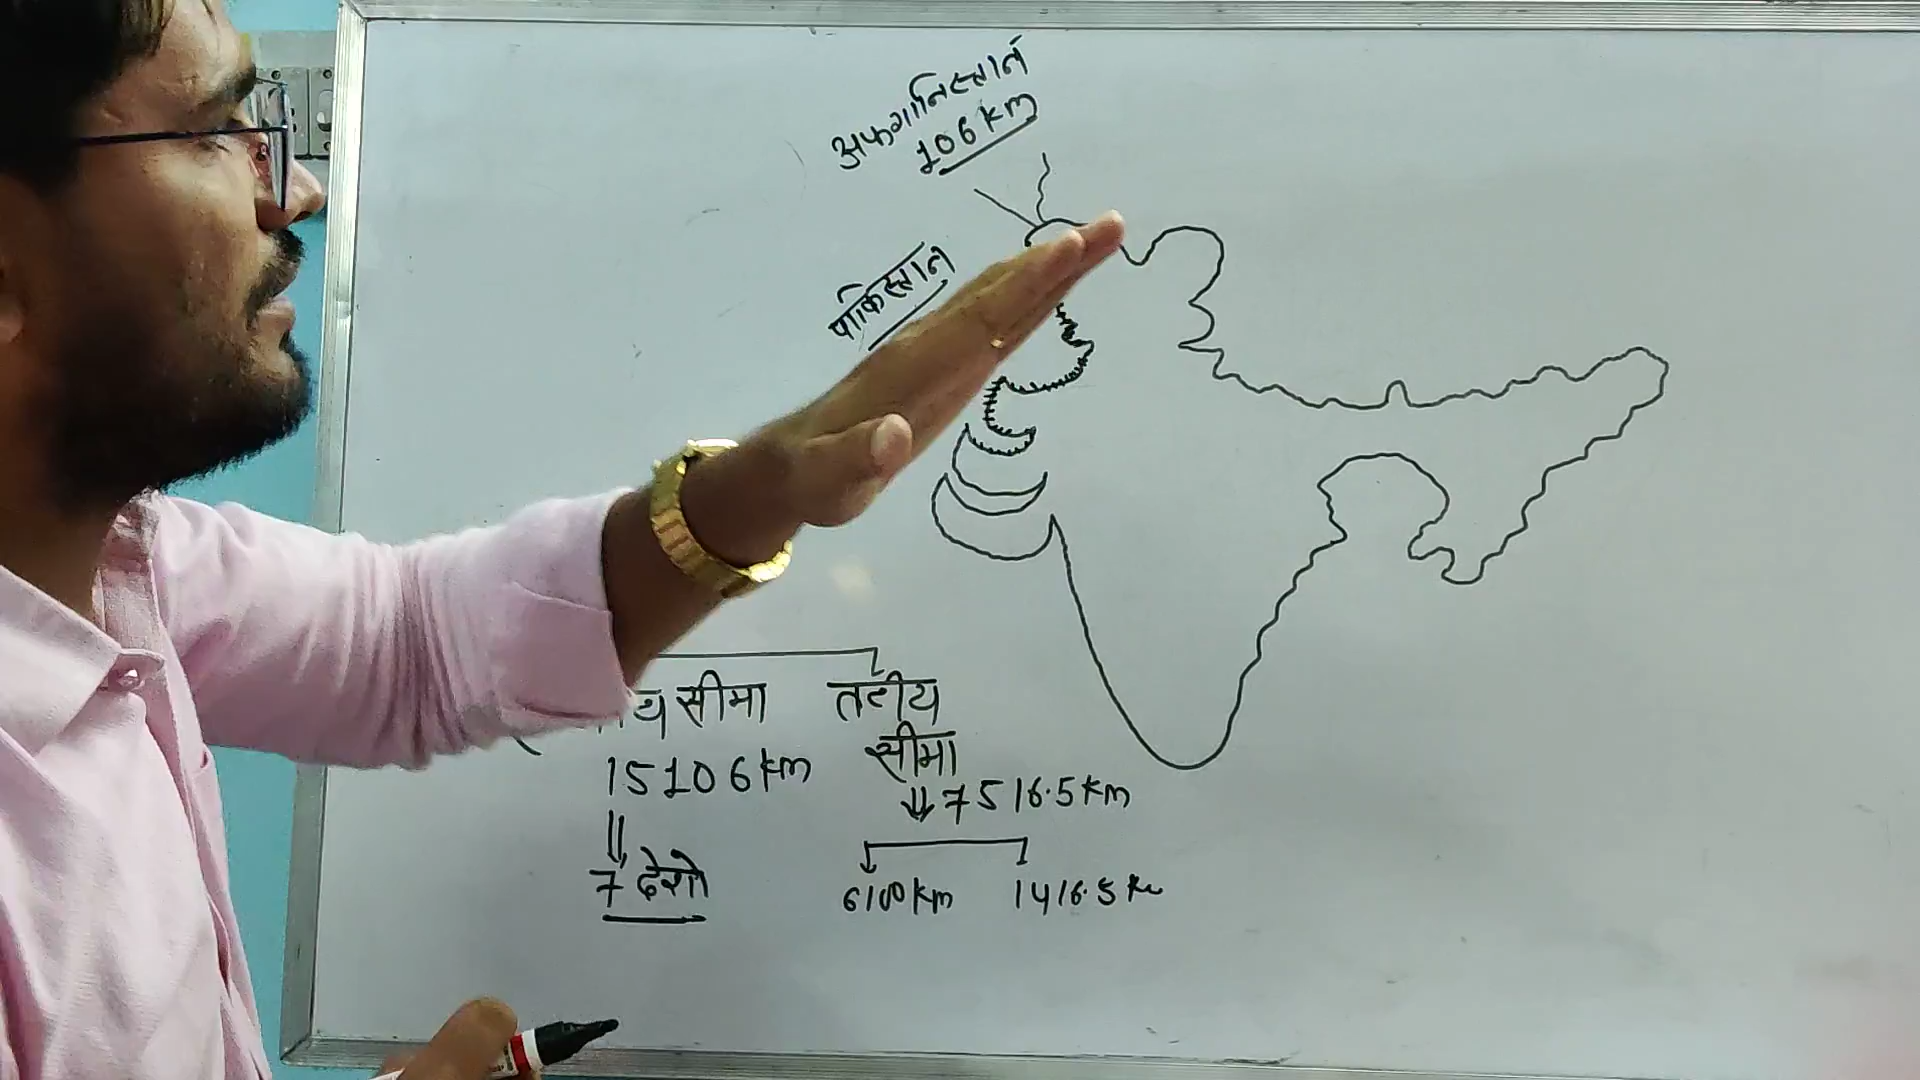 अफगानिस्तान
106 km
पाकिस्तान
सीमा
15106 km
7 देशो
तटीय
सीमा
7516.5 km
6100 km
1416.5 Km